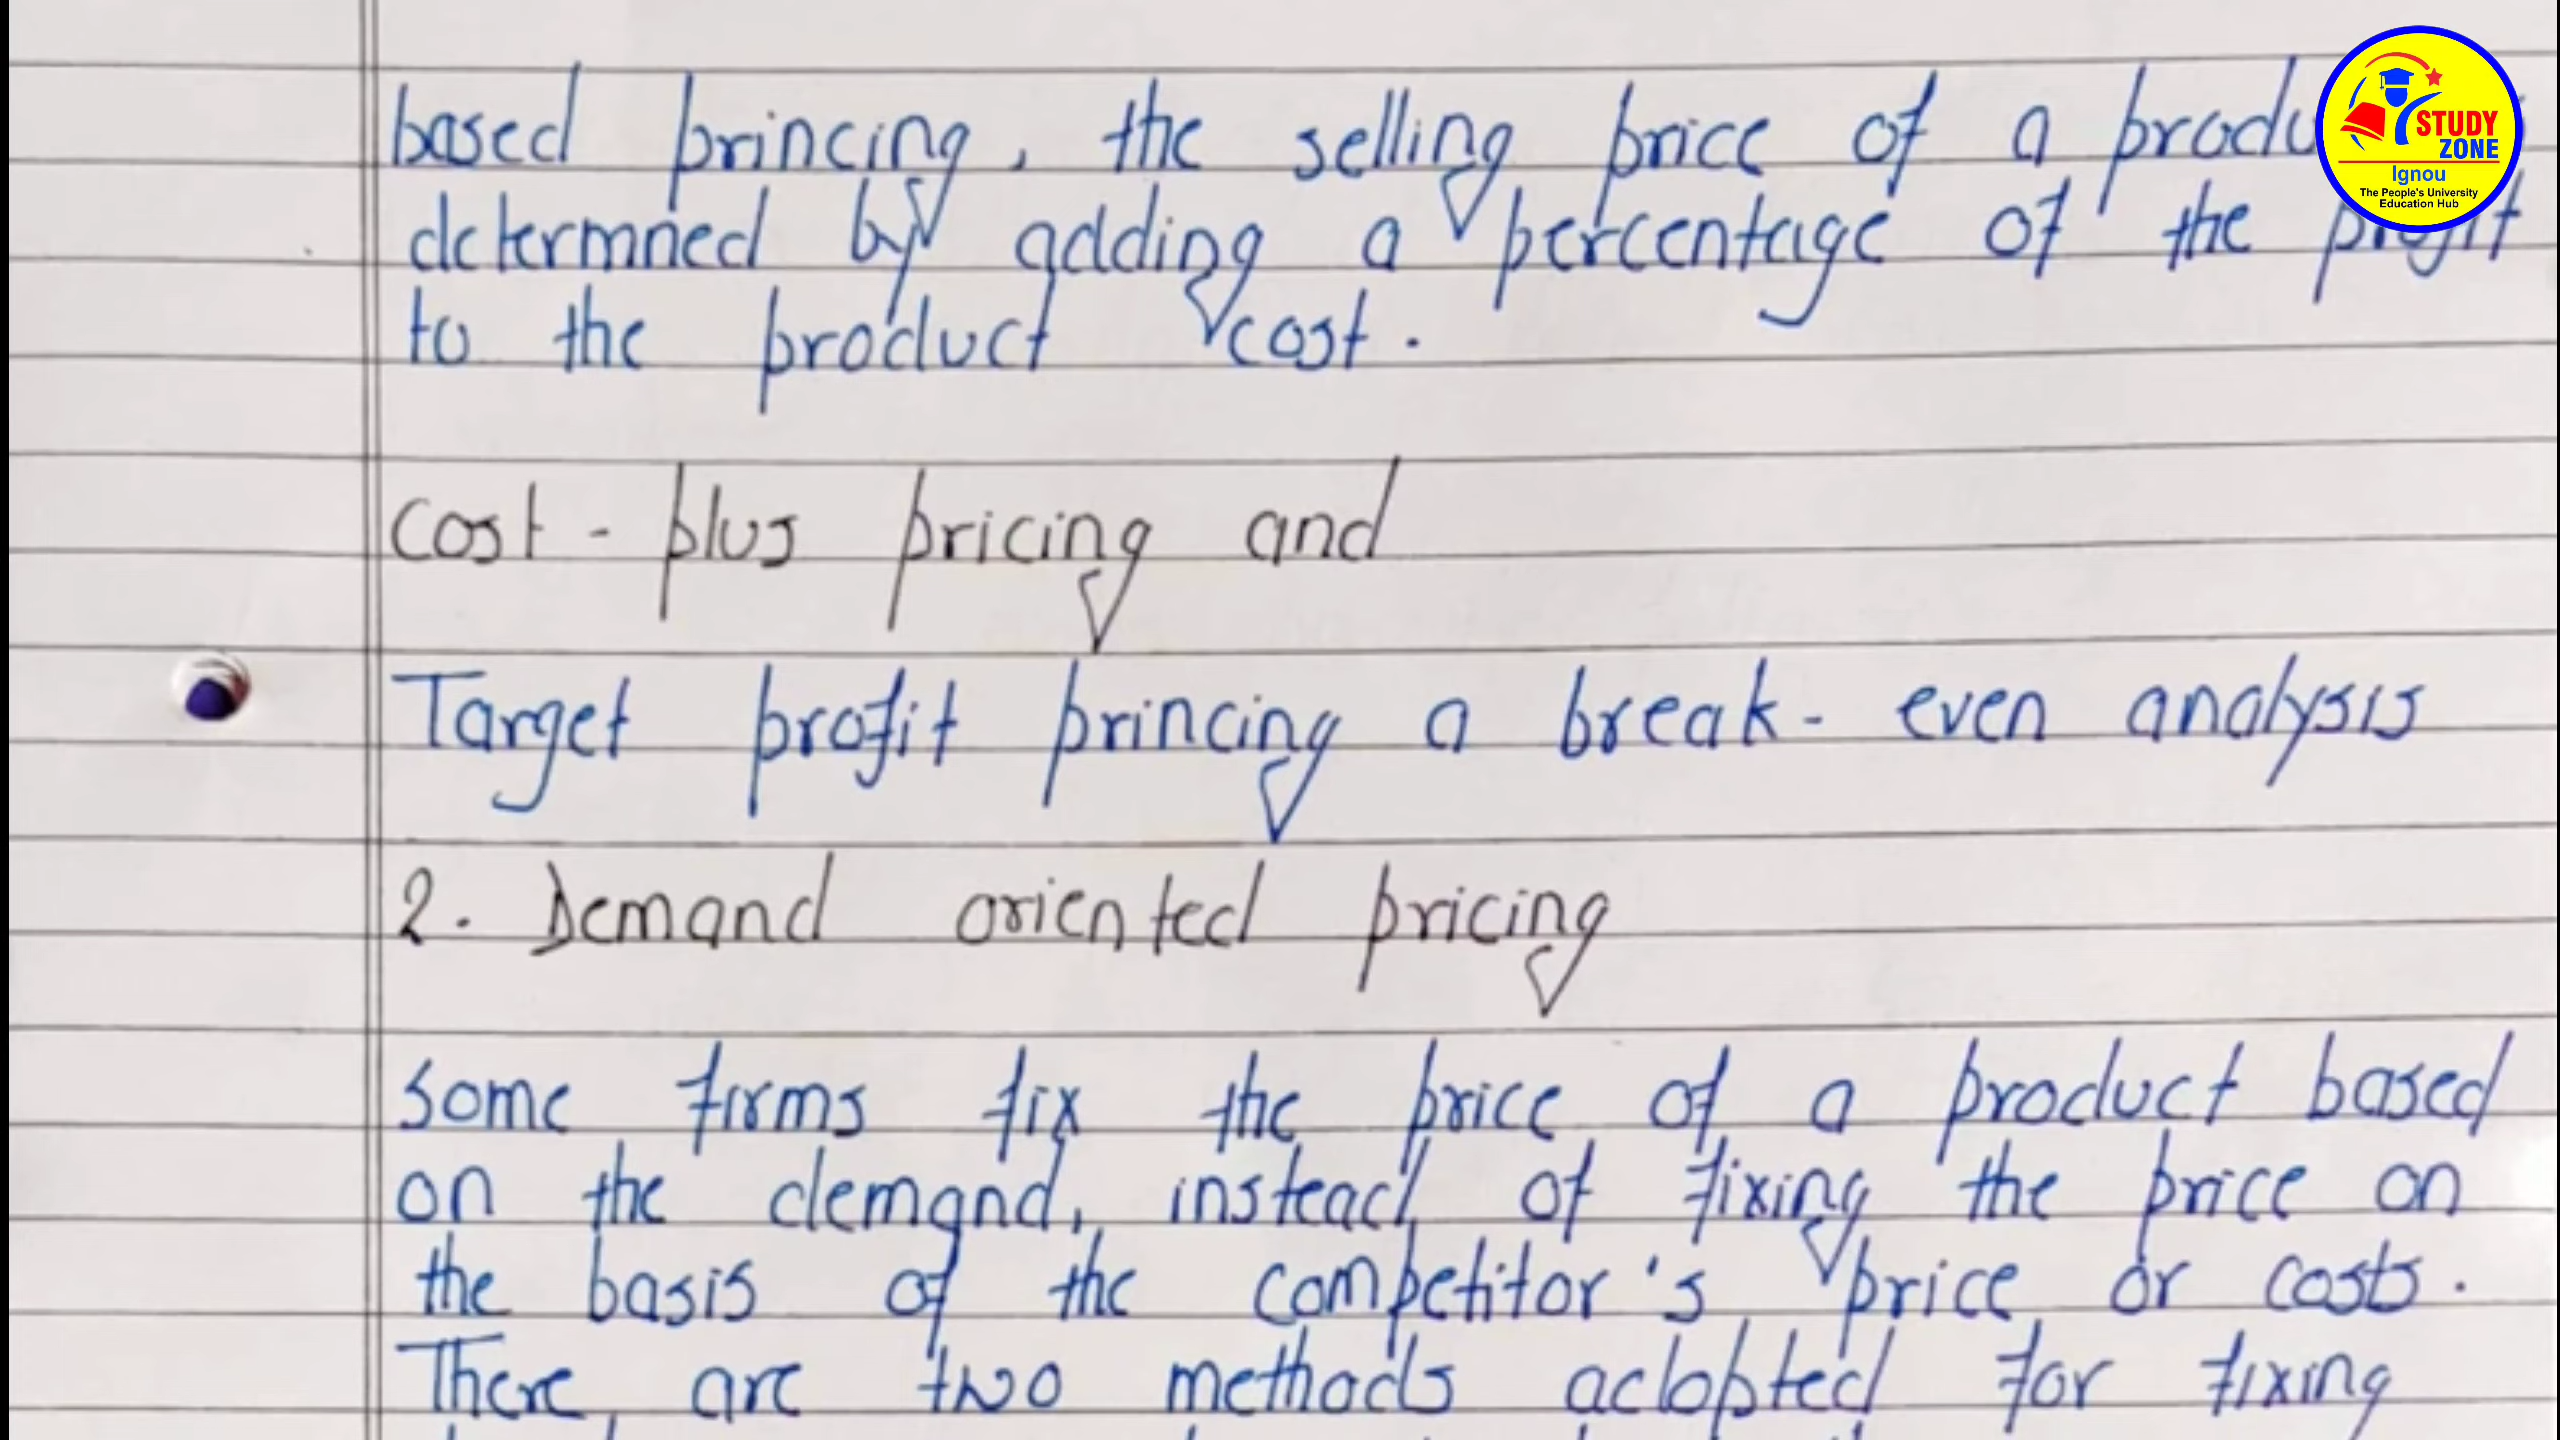 based princing, the selling price of a produ
determned by adding a percentage of the profit
to the product cost.
Cost - plus pricing and
Target profit princing a break - even analysis
2. Demand oriented pricing
Some firms fix the price of a product based
on the demand, instead of fixing the price on
the basis of the competitor's price or costs.
There are two methods adopted for fixing
STUDY
ZONE
Ignou
The People's University
Education Hub